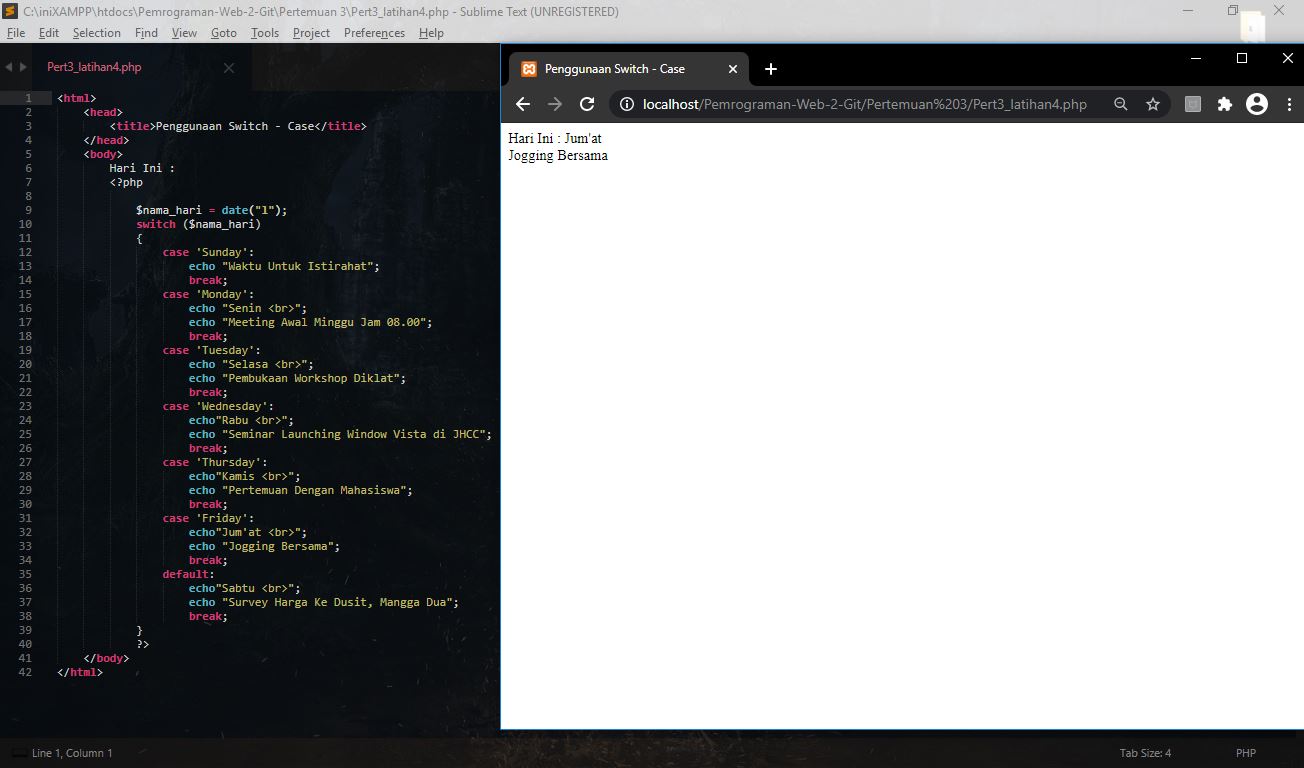 C:\iniXAMPP\htdocs\Pemrograman-Web-2-Git\Pertemuan 3\Pert3_latihan4.php - Sublime Text (UNREGISTERED)
File Edit Selection Find View Goto Tools Project Preferences Help
Pert3_latihan4.php
1 <html>
2 <head>
3 <title>Penggunaan Switch - Case</title>
4 </head>
5 <body>
6 Hari Ini :
7 <?php
8
9 $nama_hari = date("l");
10 switch ($nama_hari)
11 {
12 case 'Sunday':
13 echo "Waktu Untuk Istirahat";
14 break;
15 case 'Monday':
16 echo "Senin <br>";
17 echo "Meeting Awal Minggu Jam 08.00";
18 break;
19 case 'Tuesday':
20 echo "Selasa <br>";
21 echo "Pembukaan Workshop Diklat";
22 break;
23 case 'Wednesday':
24 echo"Rabu <br>";
25 echo "Seminar Launching Window Vista di JHCC";
26 break;
27 case 'Thursday':
28 echo"Kamis <br>";
29 echo "Pertemuan Dengan Mahasiswa";
30 break;
31 case 'Friday':
32 echo"Jum'at <br>";
33 echo "Jogging Bersama";
34 break;
35 default:
36 echo"Sabtu <br>";
37 echo "Survey Harga Ke Dusit, Mangga Dua";
38 break;
39 }
40 ?>
41 </body>
42 </html>
Line 1, Column 1
Tab Size: 4
PHP
Penggunaan Switch - Case
localhost/Pemrograman-Web-2-Git/Pertemuan%203/Pert3_latihan4.php
Hari Ini : Jum'at
Jogging Bersama